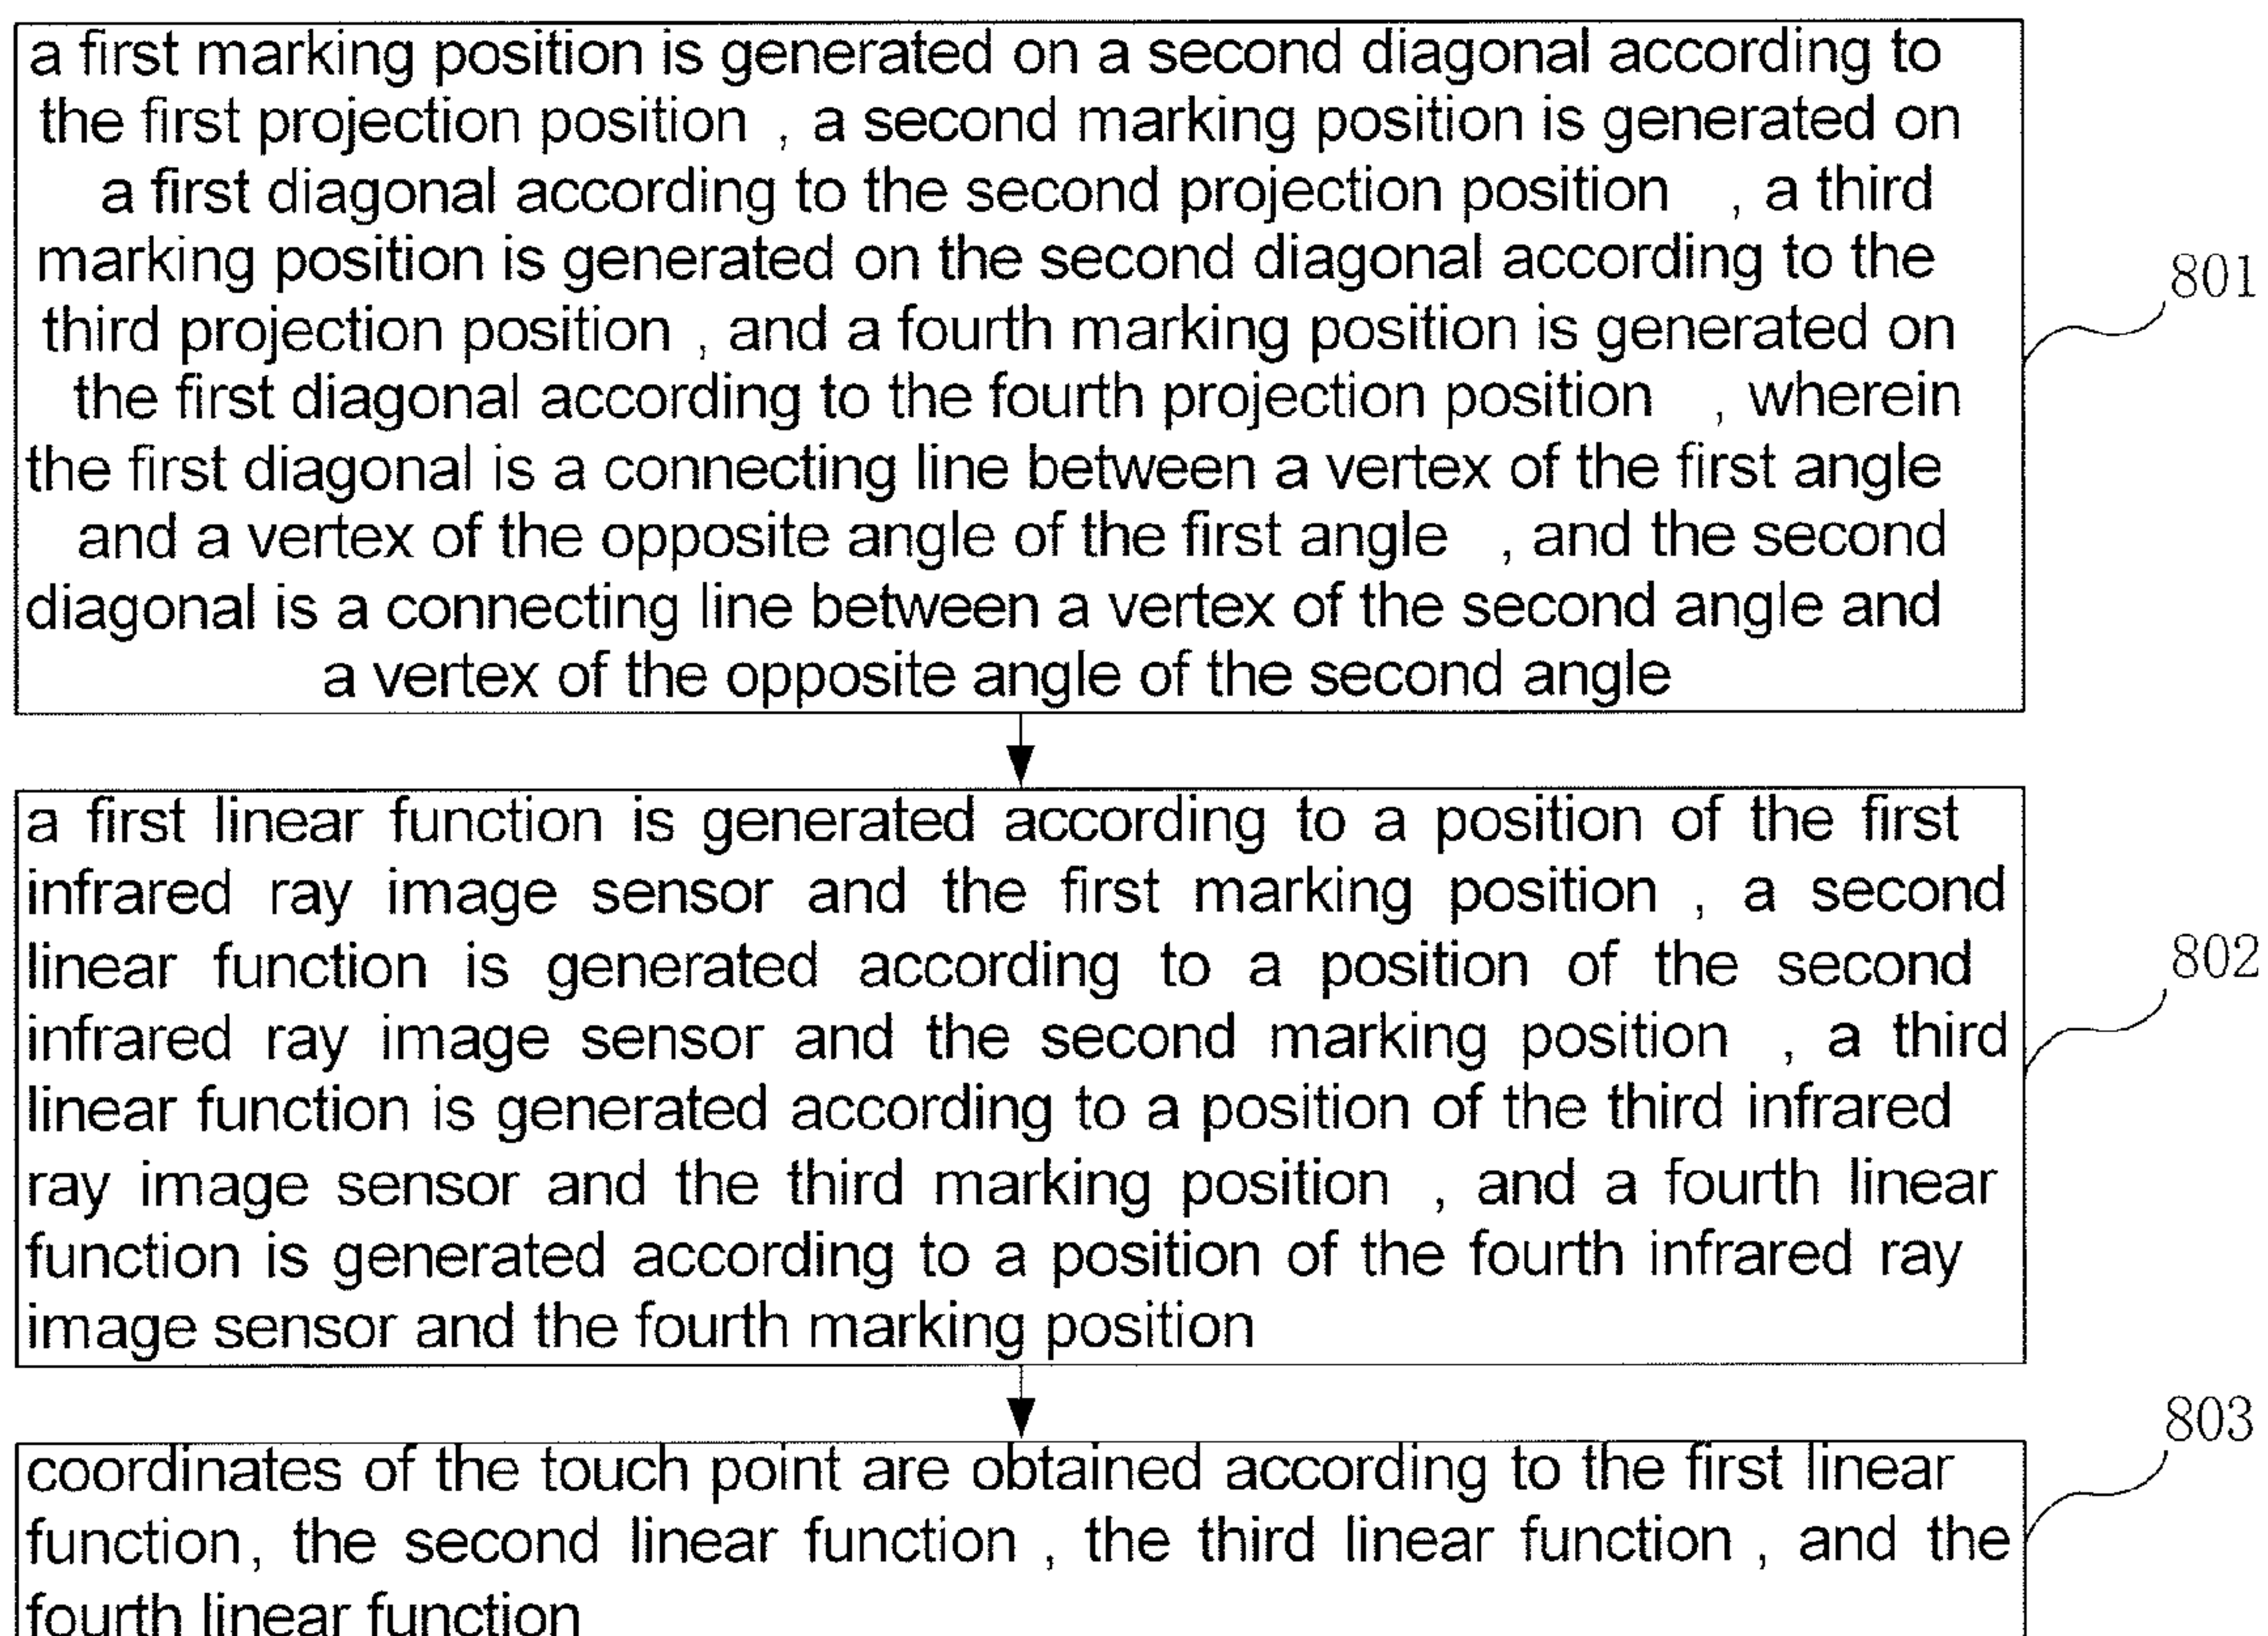 a first marking position is generated on a second diagonal according to
the first projection position , a second marking position is generated on
a first diagonal according to the second projection position , a third
marking position is generated on the second diagonal according to the
third projection position , and a fourth marking position is generated on
the first diagonal according to the fourth projection position , wherein
the first diagonal is a connecting line between a vertex of the first angle
and a vertex of the opposite angle of the first angle , and the second
diagonal is a connecting line between a vertex of the second angle and
a vertex of the opposite angle of the second angle
801
a first linear function is generated according to a position of the first
infrared ray image sensor and the first marking position , a second
linear function is generated according to a position of the second
infrared ray image sensor and the second marking position , a third
linear function is generated according to a position of the third infrared
ray image sensor and the third marking position , and a fourth linear
function is generated according to a position of the fourth infrared ray
image sensor and the fourth marking position
802
coordinates of the touch point are obtained according to the first linear
function, the second linear function , the third linear function , and the
fourth linear function
803